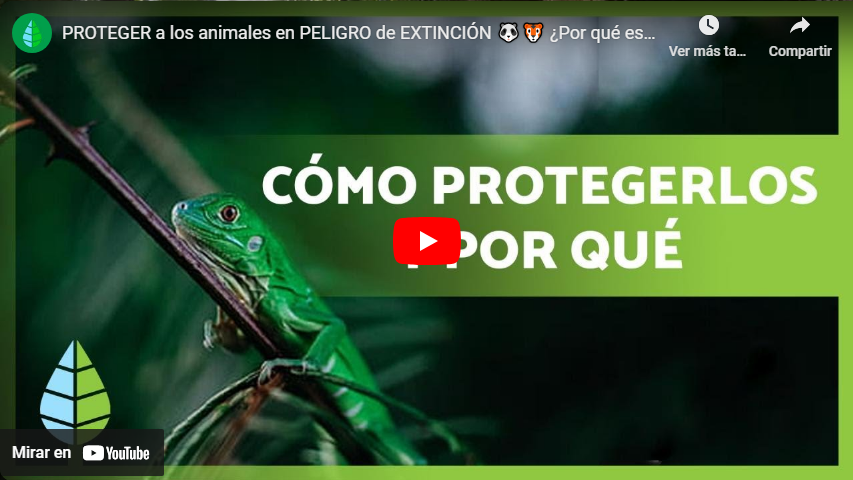 PROTEGER a los animales en PELIGRO de EXTINCIÓN 🐼🐯 ¿Por qué es...
Ver más ta...
Compartir
CÓMO PROTEGERLOS
POR QUÉ
Mirar en YouTube